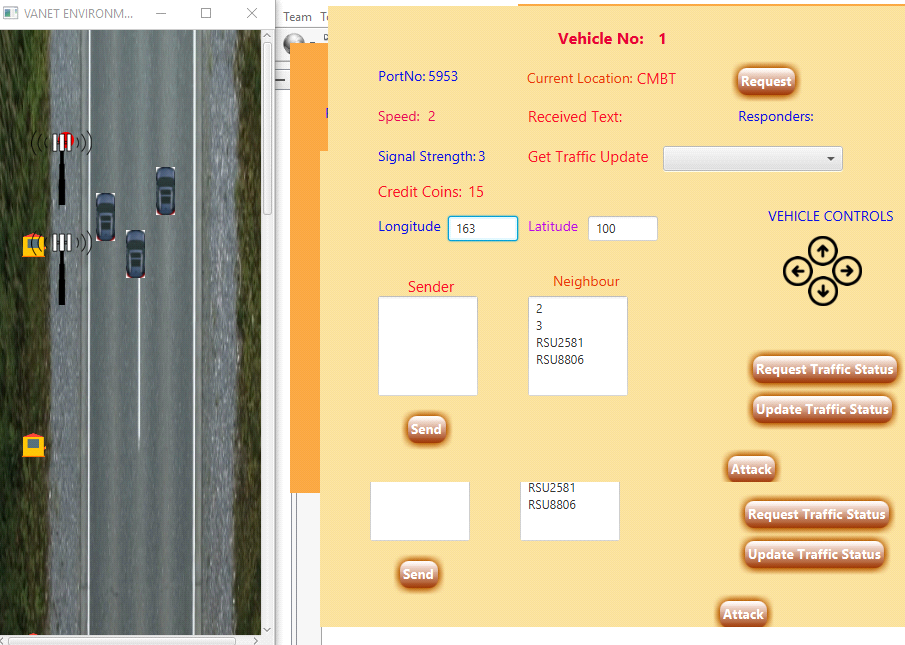 VANET ENVIRONM...
Team
Vehicle No: 1
PortNo: 5953
Current Location: CMBT
Request
Speed: 2
Received Text:
Responders:
Signal Strength: 3
Get Traffic Update
Credit Coins: 15
Longitude 163
Latitude 100
VEHICLE CONTROLS
Sender
Neighbour
2
3
RSU2581
RSU8806
Request Traffic Status
Update Traffic Status
Send
Attack
RSU2581
RSU8806
Request Traffic Status
Update Traffic Status
Send
Attack